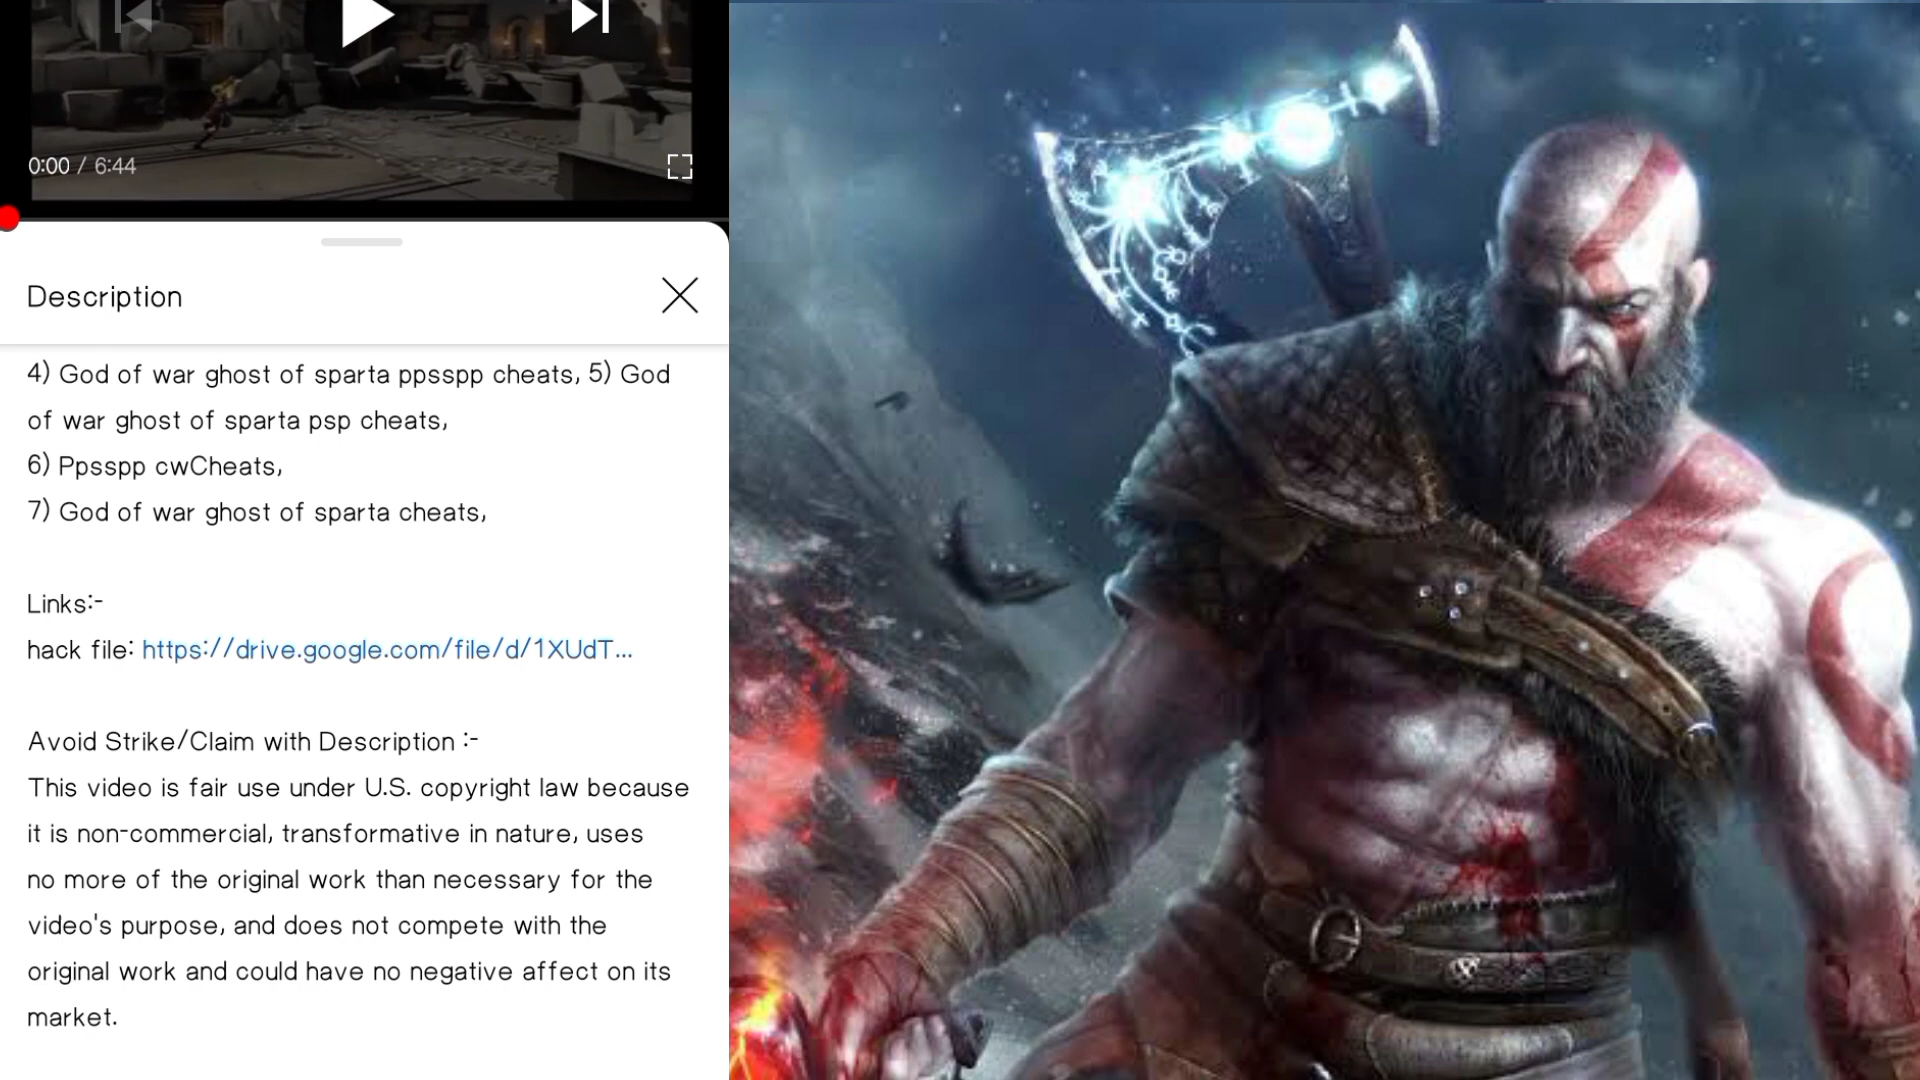 0:00 / 6:44
Description
4) God of war ghost of sparta ppsspp cheats, 5) God
of war ghost of sparta psp cheats,
6) Ppsspp cwCheats,
7) God of war ghost of sparta cheats,
Links:-
hack file: https://drive.google.com/file/d/1XUdT...
Avoid Strike/Claim with Description :-
This video is fair use under U.S. copyright law because
it is non-commercial, transformative in nature, uses
no more of the original work than necessary for the
video's purpose, and does not compete with the
original work and could have no negative affect on its
market.